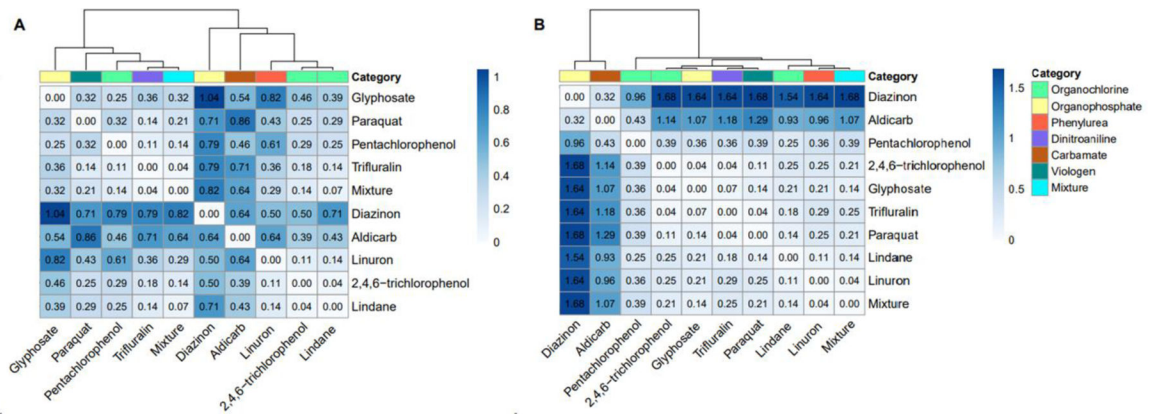 A
Category
0.00 0.32 0.25 0.36 0.32 1.04 0.54 0.82 0.46 0.39 Glyphosate
0.32 0.00 0.32 0.14 0.21 0.71 0.86 0.43 0.25 0.29 Paraquat
0.25 0.32 0.00 0.11 0.14 0.79 0.46 0.61 0.29 0.25 Pentachlorophenol
0.36 0.14 0.11 0.00 0.04 0.79 0.71 0.36 0.18 0.14 Trifluralin
0.32 0.21 0.14 0.04 0.00 0.82 0.64 0.29 0.14 0.07 Mixture
1.04 0.71 0.79 0.79 0.82 0.00 0.64 0.50 0.50 0.71 Diazinon
0.54 0.86 0.46 0.71 0.64 0.64 0.00 0.64 0.39 0.43 Aldicarb
0.82 0.43 0.61 0.36 0.29 0.50 0.64 0.00 0.11 0.14 Linuron
0.46 0.25 0.29 0.18 0.14 0.50 0.39 0.11 0.00 0.04 2,4,6−trichlorophenol
0.39 0.29 0.25 0.14 0.07 0.71 0.43 0.14 0.04 0.00 Lindane
Glyphosate
Paraquat
Pentachlorophenol
Trifluralin
Mixture
Diazinon
Aldicarb
Linuron
2,4,6−trichlorophenol
Lindane
1
0.8
0.6
0.4
0.2
0
B
Category
0.00 0.32 0.96 1.68 1.64 1.64 1.68 1.54 1.64 1.68 Diazinon
0.32 0.00 0.43 1.14 1.07 1.18 1.29 0.93 0.96 1.07 Aldicarb
0.96 0.43 0.00 0.39 0.36 0.36 0.39 0.25 0.36 0.39 Pentachlorophenol
1.68 1.14 0.39 0.00 0.04 0.04 0.11 0.25 0.25 0.21 2,4,6−trichlorophenol
1.64 1.07 0.36 0.04 0.00 0.07 0.14 0.21 0.21 0.14 Glyphosate
1.64 1.18 0.36 0.04 0.07 0.00 0.04 0.18 0.29 0.25 Trifluralin
1.68 1.29 0.39 0.11 0.14 0.04 0.00 0.14 0.25 0.21 Paraquat
1.54 0.93 0.25 0.25 0.21 0.18 0.14 0.00 0.11 0.14 Lindane
1.64 0.96 0.36 0.25 0.21 0.29 0.25 0.11 0.00 0.04 Linuron
1.68 1.07 0.39 0.21 0.14 0.25 0.21 0.14 0.04 0.00 Mixture
Diazinon
Aldicarb
Pentachlorophenol
2,4,6−trichlorophenol
Glyphosate
Trifluralin
Paraquat
Lindane
Linuron
Mixture
1.5
1
0.5
0
Category
Organochlorine
Organophosphate
Phenylurea
Dinitroaniline
Carbamate
Viologen
Mixture